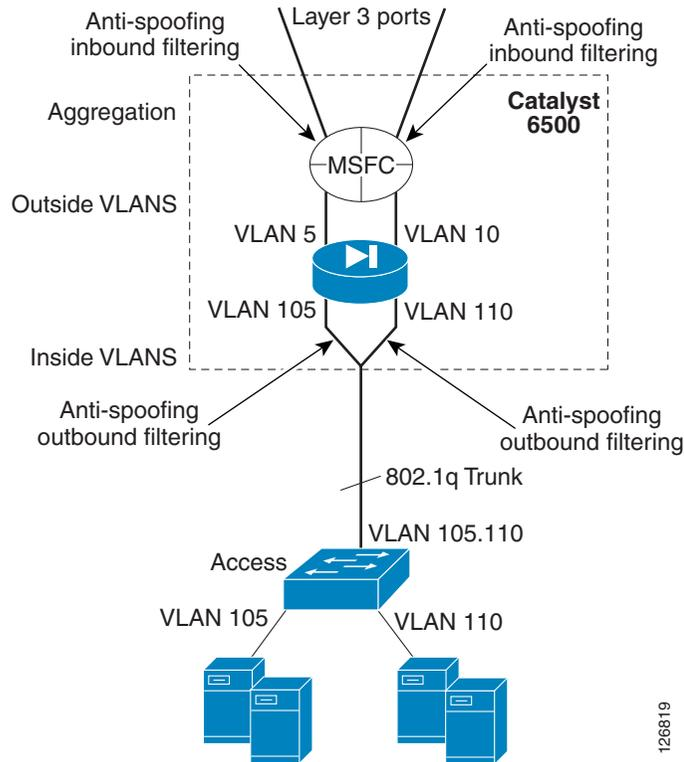 Anti-spoofing
inbound filtering
Layer 3 ports
Anti-spoofing
inbound filtering
Aggregation
Catalyst
6500
MSFC
Outside VLANS
VLAN 5
VLAN 10
VLAN 105
VLAN 110
Inside VLANS
Anti-spoofing
outbound filtering
Anti-spoofing
outbound filtering
802.1q Trunk
VLAN 105.110
Access
VLAN 105
VLAN 110
126819